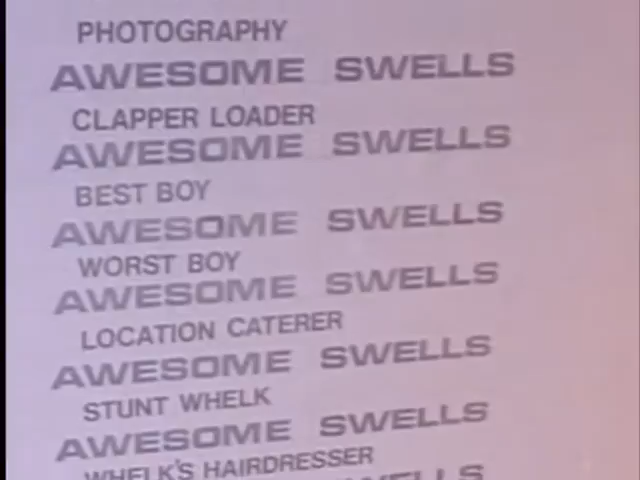 PHOTOGRAPHY
AWESOME SWELLS
CLAPPER LOADER
AWESOME SWELLS
BEST BOY
AWESOME SWELLS
WORST BOY
AWESOME SWELLS
LOCATION CATERER
AWESOME SWELLS
STUNT WHELK
AWESOME SWELLS
WHELK'S HAIRDRESSER
SWELLS